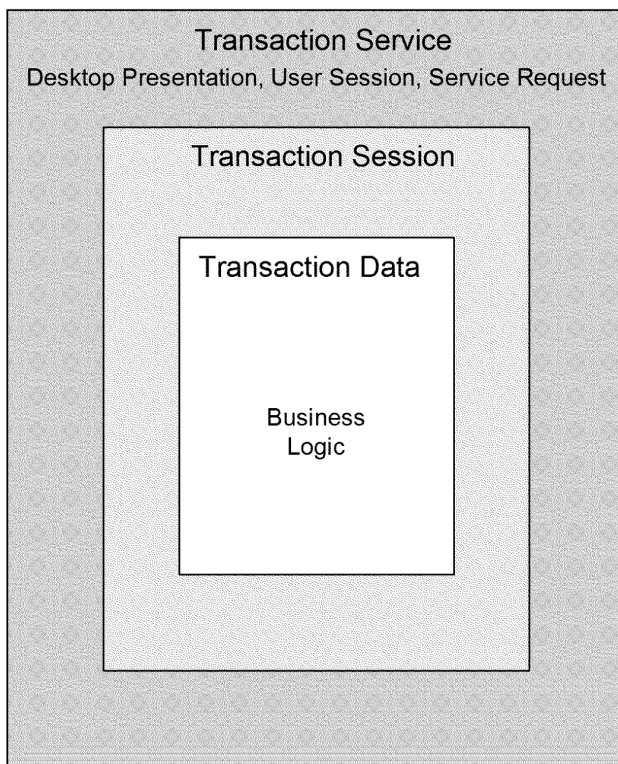 Transaction Service
Desktop Presentation, User Session, Service Request
Transaction Session
Transaction Data
Business
Logic